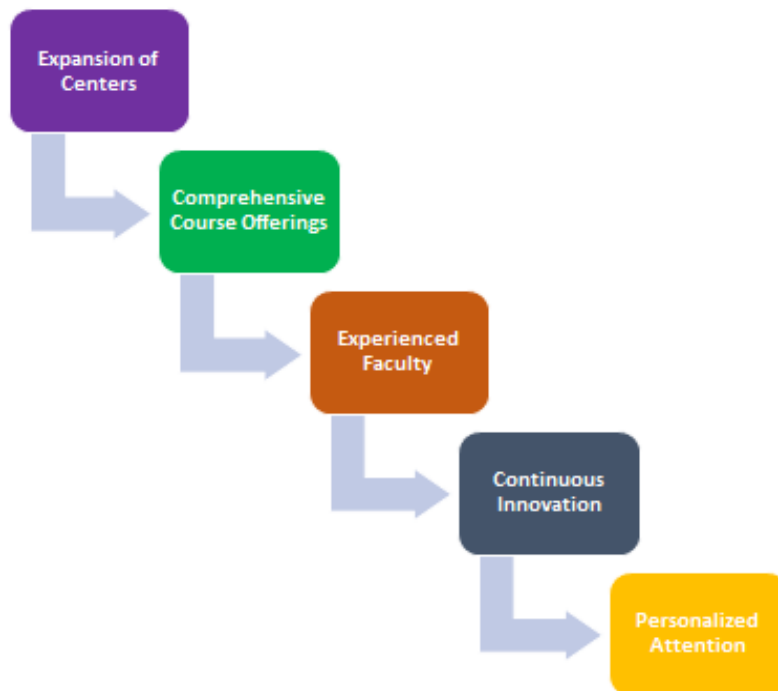 Expansion of
Centers
Comprehensive
Course Offerings
Experienced
Faculty
Continuous
Innovation
Personalized
Attention